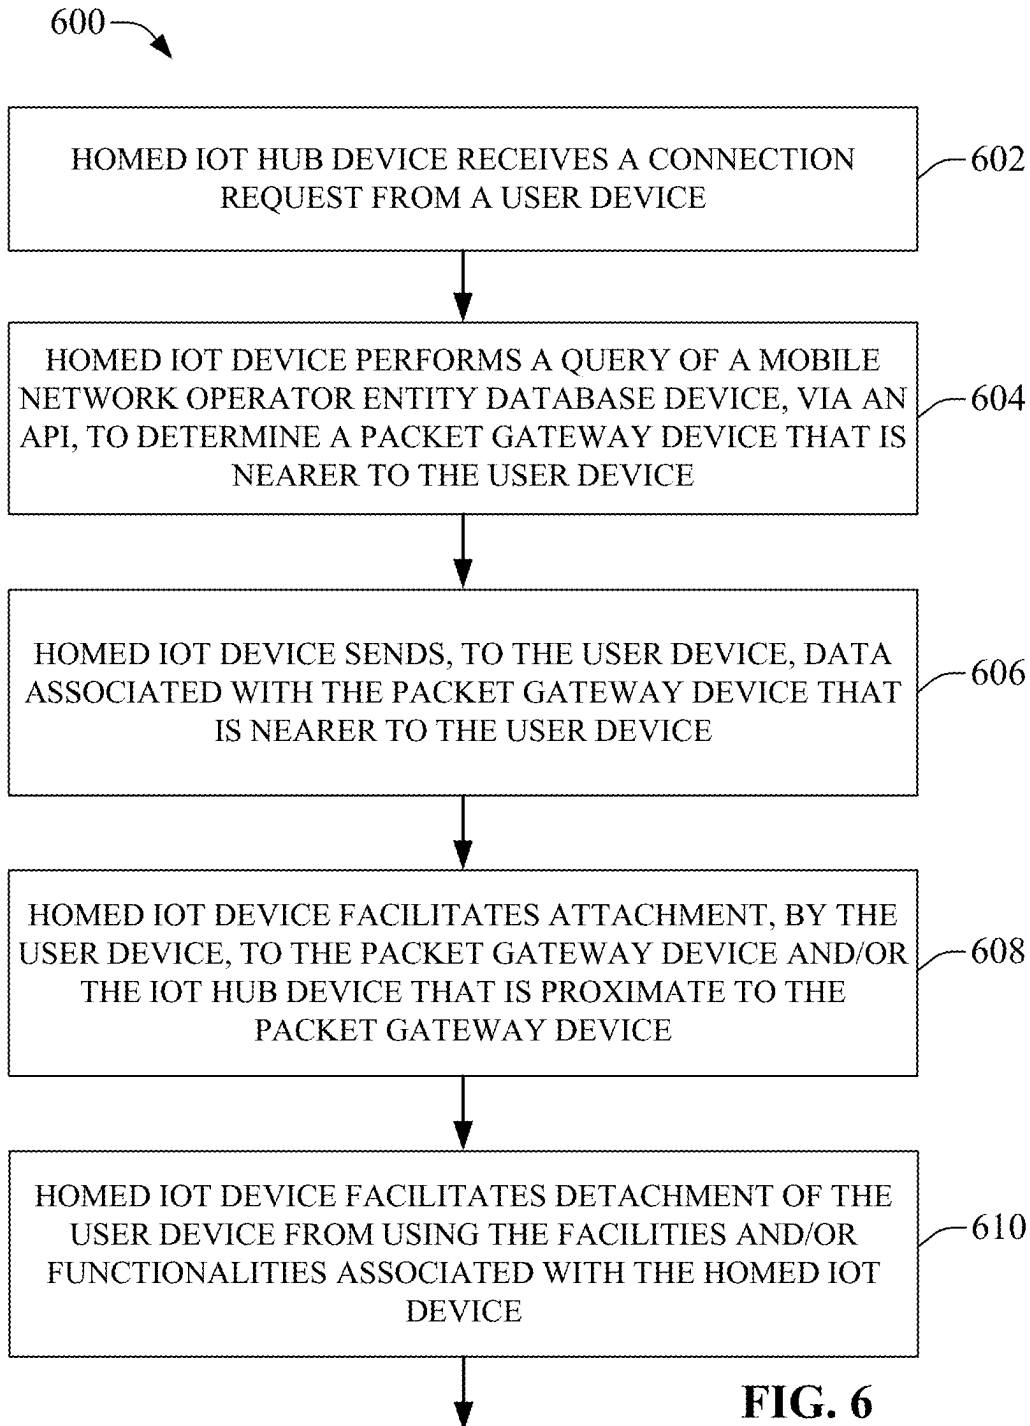 600
HOMED IOT HUB DEVICE RECEIVES A CONNECTION
REQUEST FROM A USER DEVICE
602
HOMED IOT DEVICE PERFORMS A QUERY OF A MOBILE
NETWORK OPERATOR ENTITY DATABASE DEVICE, VIA AN
API, TO DETERMINE A PACKET GATEWAY DEVICE THAT IS
NEARER TO THE USER DEVICE
604
HOMED IOT DEVICE SENDS, TO THE USER DEVICE, DATA
ASSOCIATED WITH THE PACKET GATEWAY DEVICE THAT
IS NEARER TO THE USER DEVICE
606
HOMED IOT DEVICE FACILITATES ATTACHMENT, BY THE
USER DEVICE, TO THE PACKET GATEWAY DEVICE AND/OR
THE IOT HUB DEVICE THAT IS PROXIMATE TO THE
PACKET GATEWAY DEVICE
608
HOMED IOT DEVICE FACILITATES DETACHMENT OF THE
USER DEVICE FROM USING THE FACILITIES AND/OR
FUNCTIONALITIES ASSOCIATED WITH THE HOMED IOT
DEVICE
610
FIG. 6